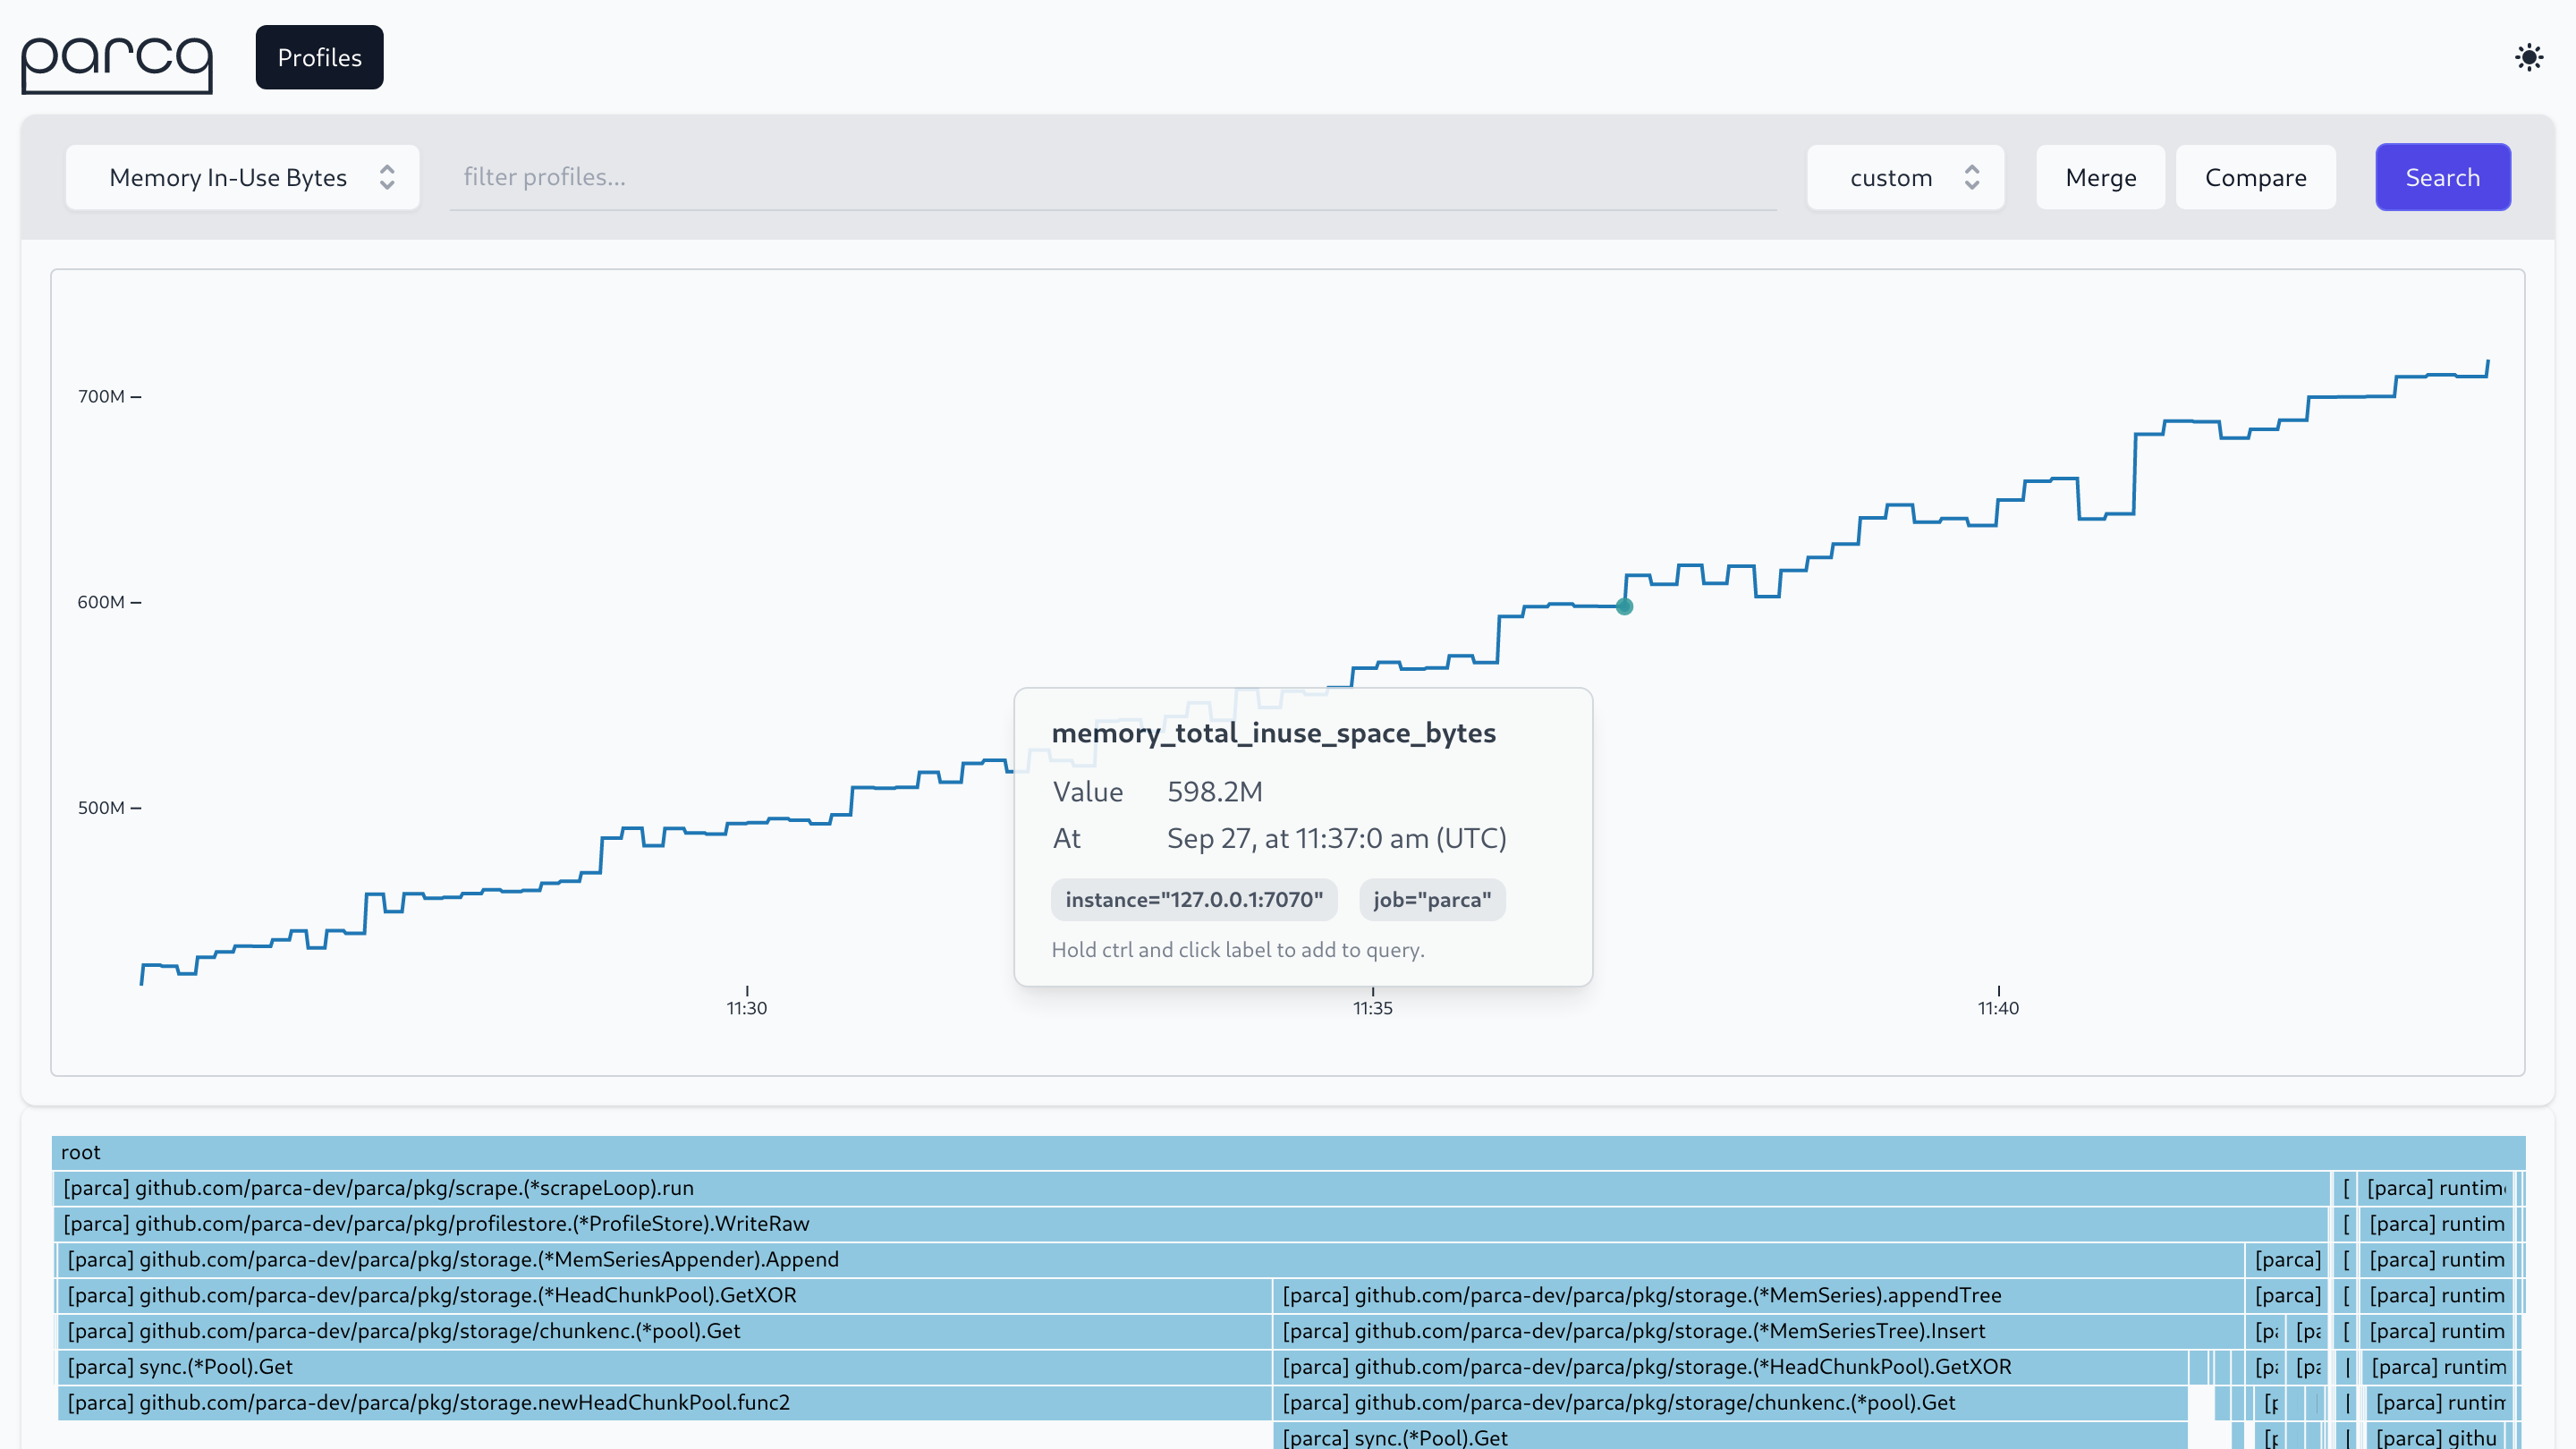 parca Profiles
Memory In-Use Bytes filter profiles... custom Merge Compare Search
700M
600M
500M
memory_total_inuse_space_bytes
Value 598.2M
At Sep 27, at 11:37:0 am (UTC)
instance="127.0.0.1:7070" job="parca"
Hold ctrl and click label to add to query.
11:30 11:35 11:40
root
[parca] github.com/parca-dev/parca/pkg/scrape.(*scrapeLoop).run [ [parca] runtim
[parca] github.com/parca-dev/parca/pkg/profilestore.(*ProfileStore).WriteRaw [ [parca] runtim
[parca] github.com/parca-dev/parca/pkg/storage.(*MemSeriesAppender).Append [parca] [ [parca] runtim
[parca] github.com/parca-dev/parca/pkg/storage.(*HeadChunkPool).GetXOR [parca] github.com/parca-dev/parca/pkg/storage.(*MemSeries).appendTree [parca] [ [parca] runtim
[parca] github.com/parca-dev/parca/pkg/storage/chunkenc.(*pool).Get [parca] github.com/parca-dev/parca/pkg/storage.(*MemSeriesTree).Insert [pa [pa [ [parca] runtim
[parca] sync.(*Pool).Get [parca] github.com/parca-dev/parca/pkg/storage.(*HeadChunkPool).GetXOR [pa [pa [parca] runtim
[parca] github.com/parca-dev/parca/pkg/storage.newHeadChunkPool.func2 [parca] github.com/parca-dev/parca/pkg/storage/chunkenc.(*pool).Get [p [parca] runtim
[parca] sync.(*Pool).Get [p [parca] githu